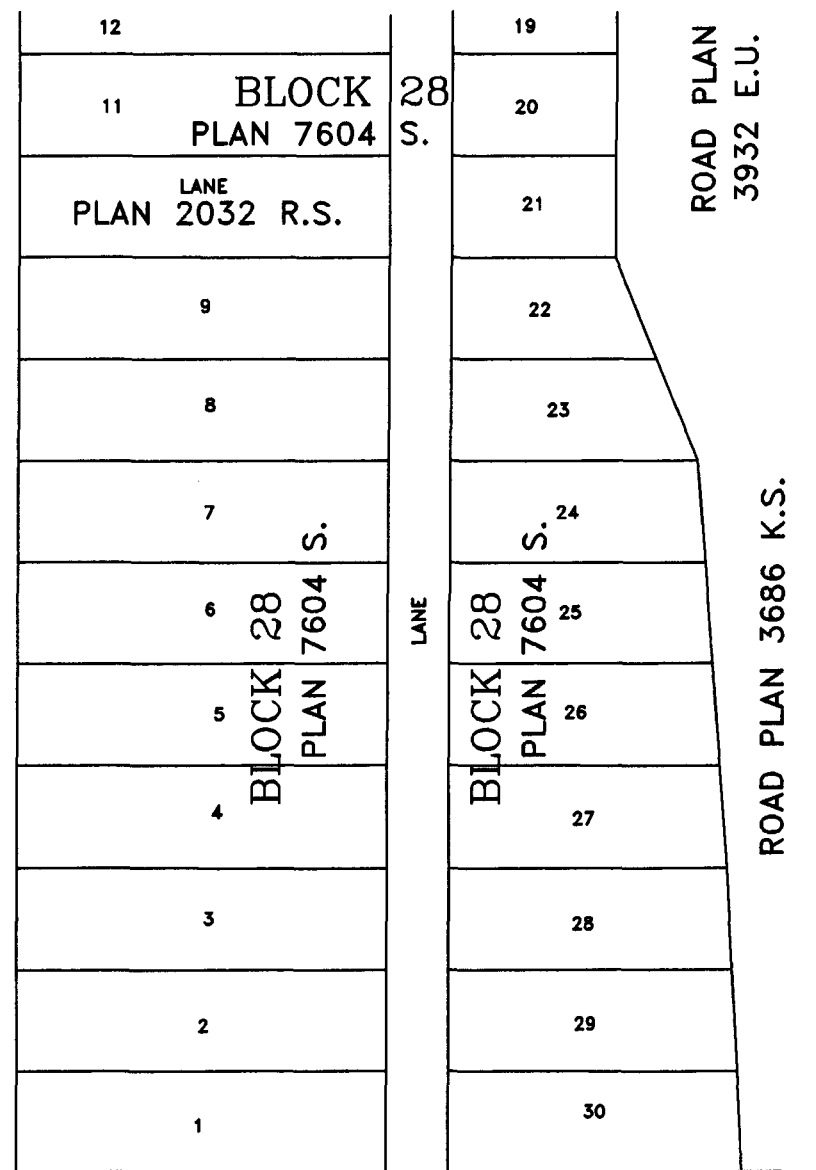 12
19
11
BLOCK 28
PLAN 7604 S.
20
ROAD PLAN
3932 E.U.
LANE
PLAN 2032 R.S.
21
9
22
8
23
7
24
6
25
5
26
4
27
3
28
2
29
1
30
BLOCK 28
PLAN 7604 S.
LANE
BLOCK 28
PLAN 7604 S.
ROAD PLAN 3686 K.S.